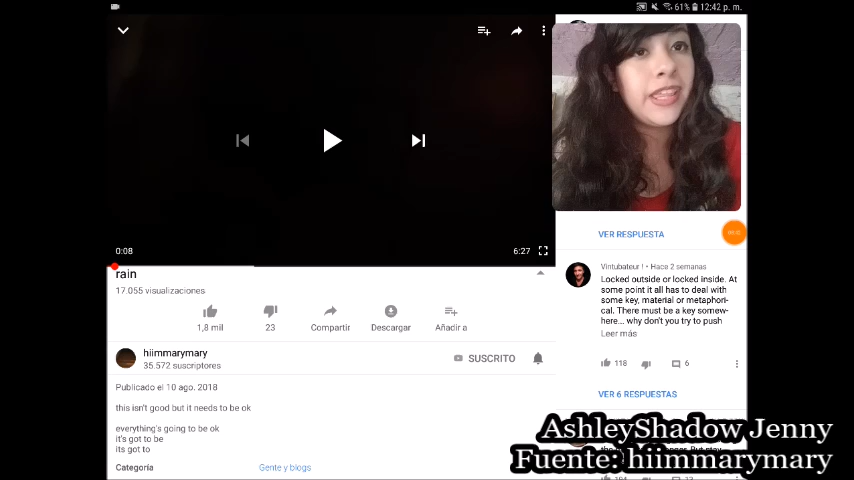 61% 12:42 p. m.
0:08
6:27
rain
17.055 visualizaciones
1,8 mil
23
Compartir
Descargar
Añadir a
hiimmarymary
35.572 suscriptores
SUSCRITO
Publicado el 10 ago. 2018
this isn't good but it needs to be ok
everything's going to be ok
it's got to be
its got to
Categoría
Gente y blogs
VER RESPUESTA
Vintubateur ! • Hace 2 semanas
Locked outside or locked inside. At
some point it all has to deal with
some key, material or metaphori-
cal. There must be a key somew-
here... why don't you try to push
Leer más
118
6
VER 6 RESPUESTAS
AshleyShadow Jenny
Fuente: hiimmarymary